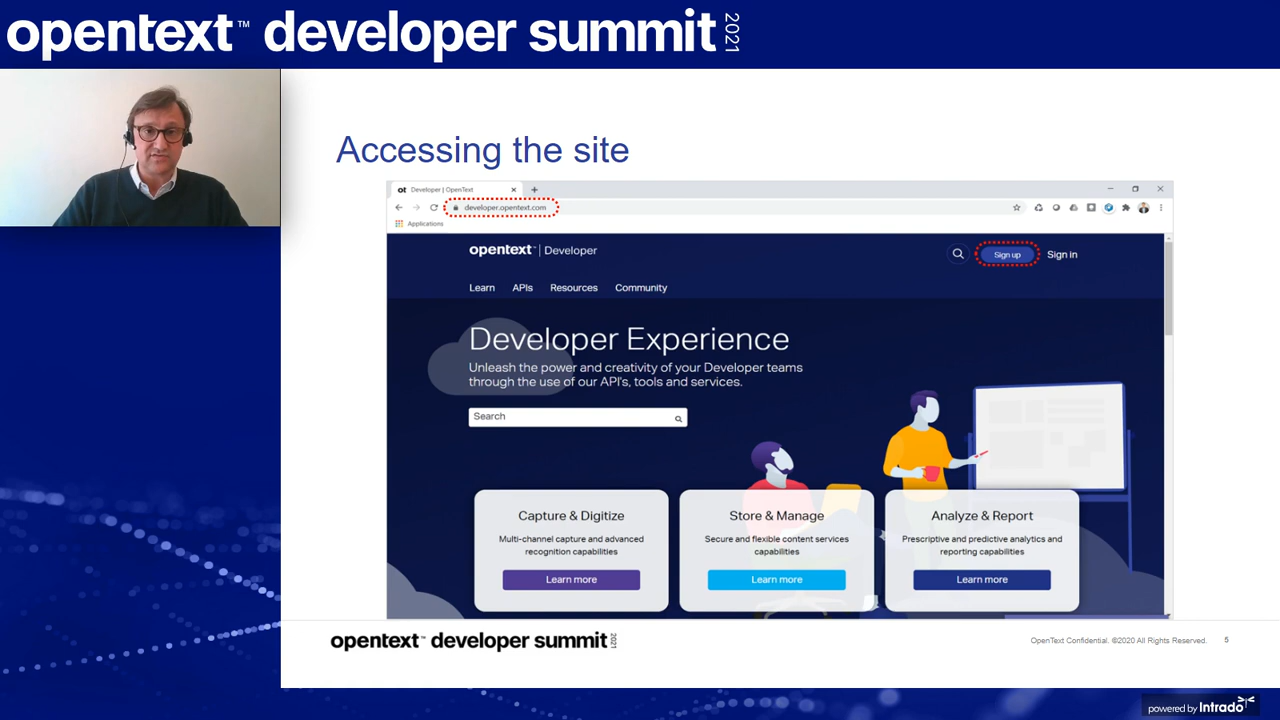 opentext™ developer summit 2021
Accessing the site
ot Developer | OpenText
developer.opentext.com
Applications
opentext™ | Developer
Sign up
Sign in
Learn APIs Resources Community
Developer Experience
Unleash the power and creativity of your Developer teams
through the use of our API's, tools and services.
Search
Capture & Digitize
Multi-channel capture and advanced
recognition capabilities
Learn more
Store & Manage
Secure and flexible content services
capabilities
Learn more
Analyze & Report
Prescriptive and predictive analytics and
reporting capabilities
Learn more
opentext™ developer summit 2021
OpenText Confidential. ©2020 All Rights Reserved. 5
powered by Intrado